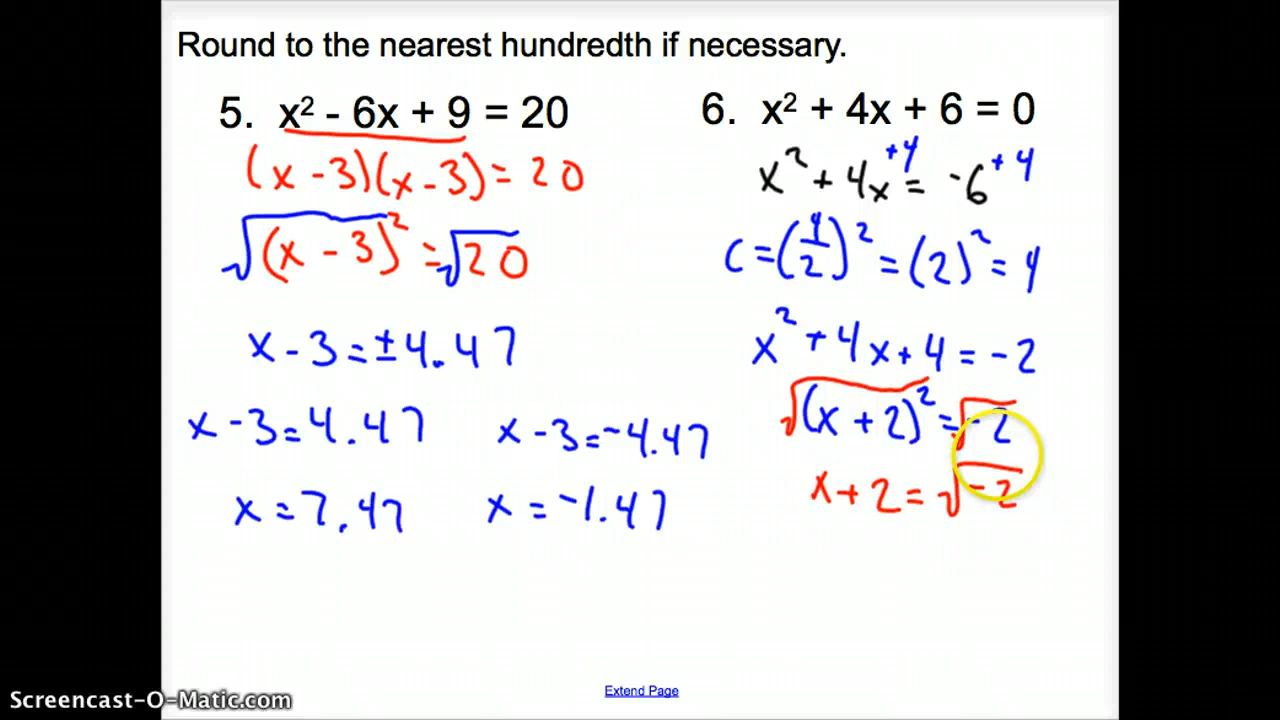 Round to the nearest hundredth if necessary.
5. x² - 6x + 9 = 20
(x - 3)(x - 3) = 20
√(x - 3)² = √20
x - 3 = ± 4.47
x - 3 = 4.47
x - 3 = -4.47
x = 7.47
x = -1.47
6. x² + 4x + 6 = 0
x² + 4x +4 = -6 +4
c = (4/2)² = (2)² = 4
x² + 4x + 4 = -2
√(x + 2)² = √-2
x + 2 = √-2
Extend Page
Screencast-O-Matic.com